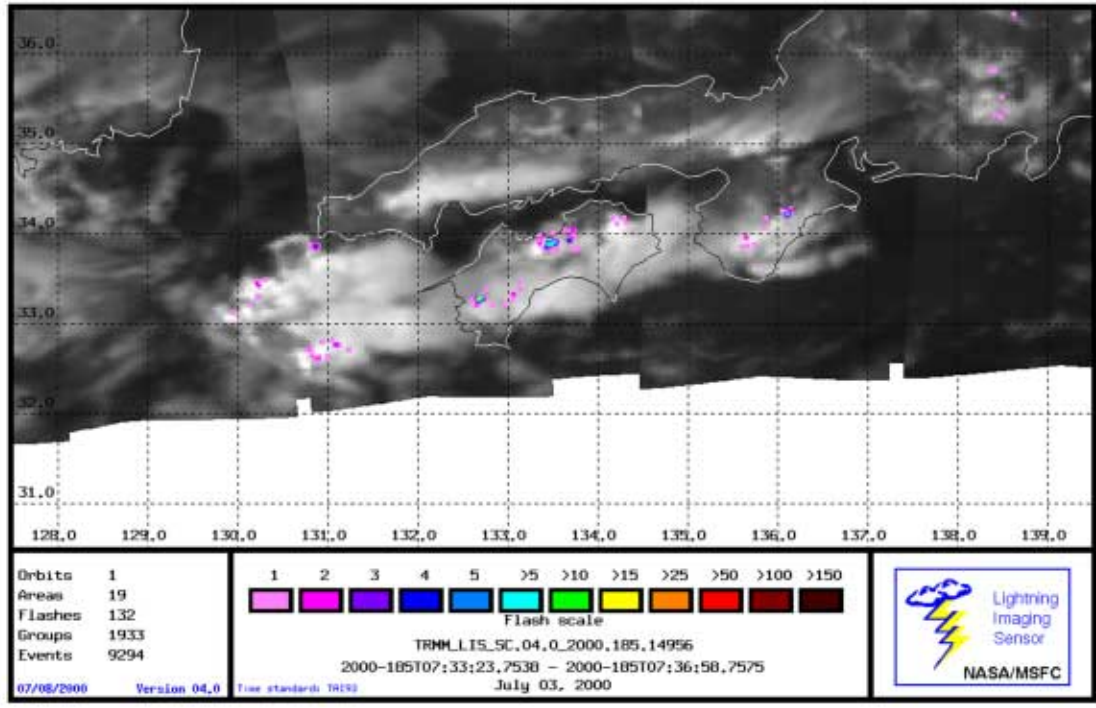 36.0
35.0
34.0
33.0
32.0
31.0
128.0 129.0 130.0 131.0 132.0 133.0 134.0 135.0 136.0 137.0 138.0 139.0
Orbits 1
Areas 19
Flashes 132
Groups 1933
Events 9294
07/08/2000 Version 04.0
1 2 3 4 5 >5 >10 >15 >25 >50 >100 >150
Flash scale
TRMM_LIS_SC.04.0_2000.185.14956
2000-185T07:33:23.7538 - 2000-185T07:36:58.7575
Time standard: TAI93 July 03, 2000
Lightning
Imaging
Sensor
NASA/MSFC